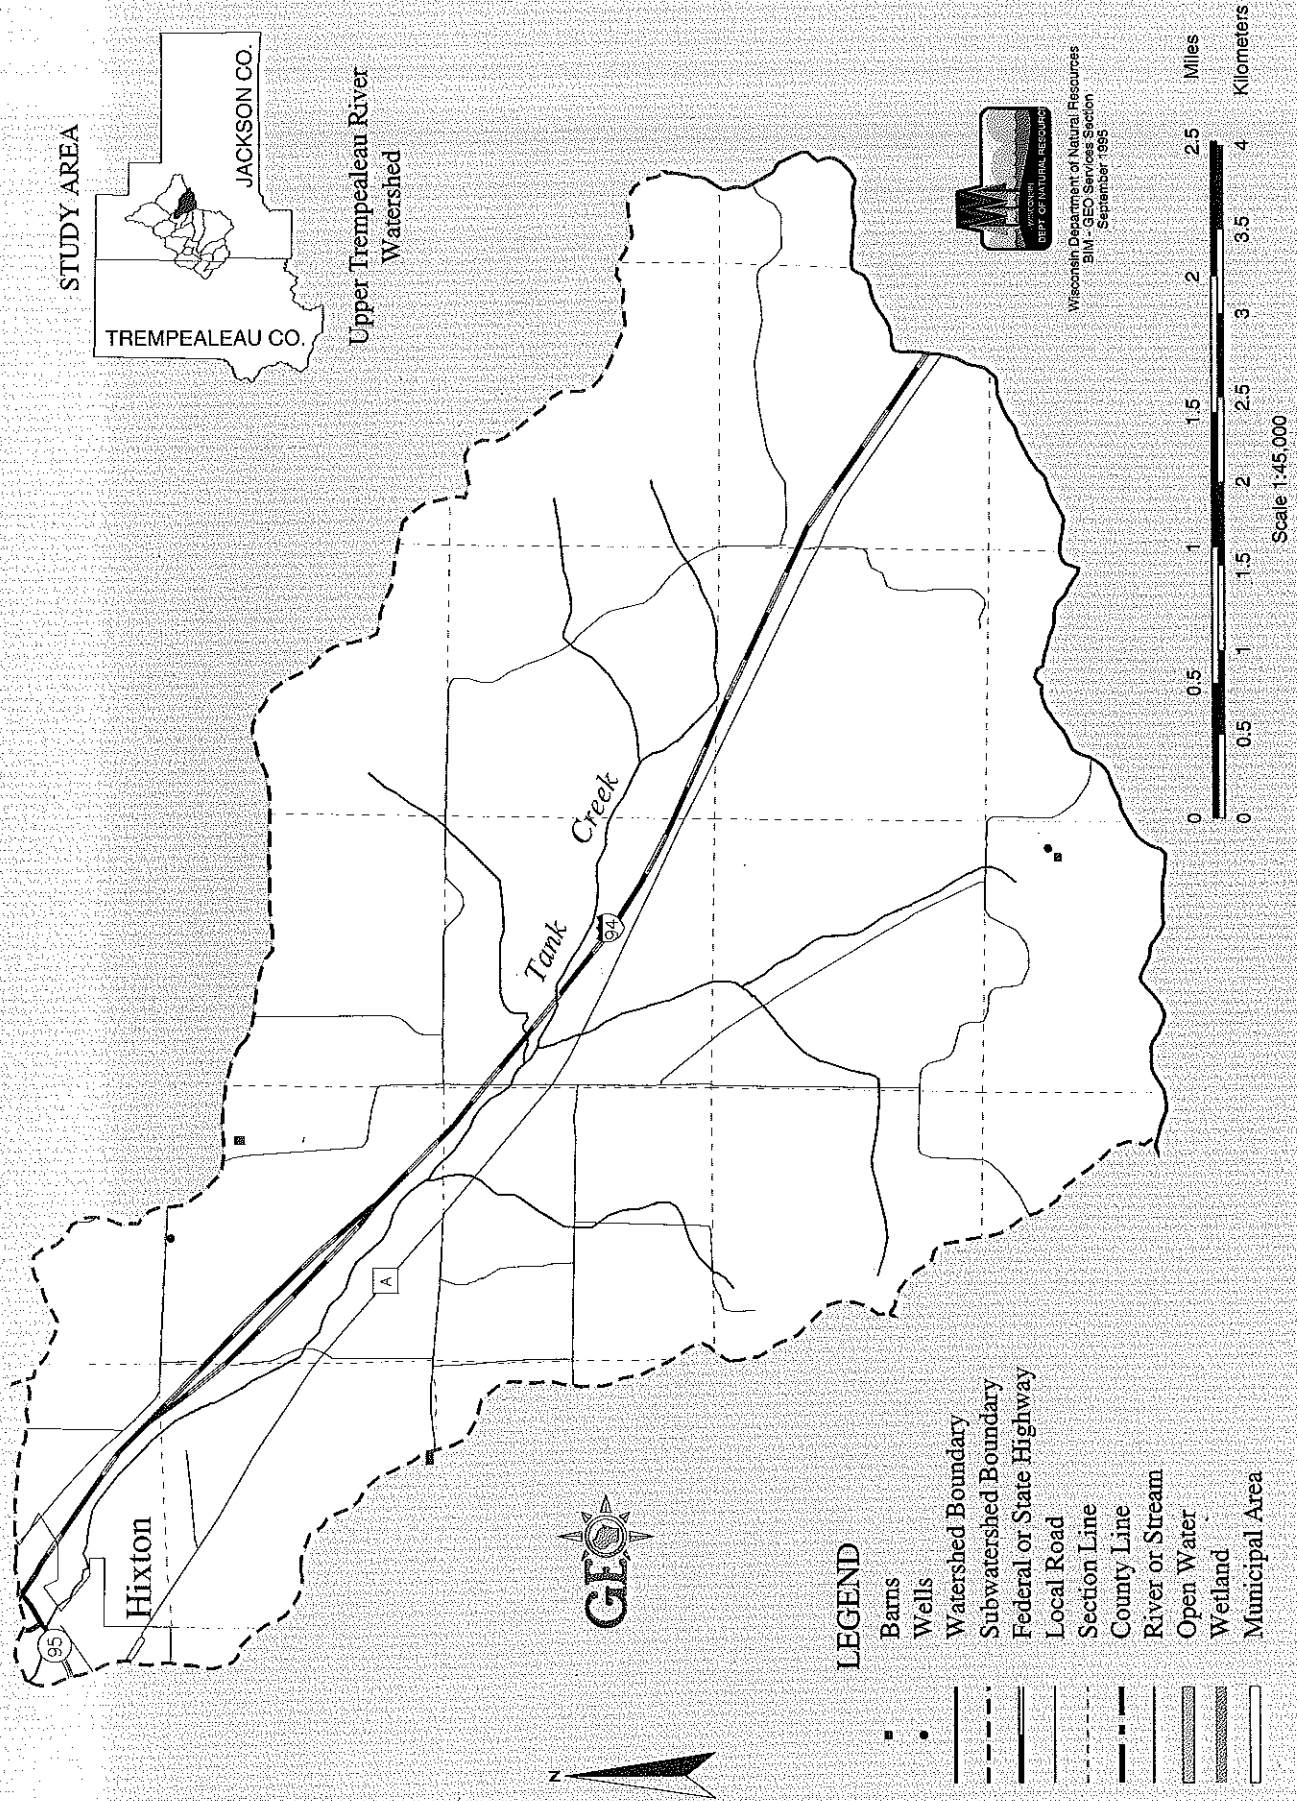 STUDY AREA
TREMPEALEAU CO.
JACKSON CO.
Upper Trempealeau River
Watershed
95
Hixton
A
94
Tank
Creek
GEO
N
LEGEND
Barns
Wells
Watershed Boundary
Subwatershed Boundary
Federal or State Highway
Local Road
Section Line
County Line
River or Stream
Open Water
Wetland
Municipal Area
WISCONSIN
DEPT. OF NATURAL RESOURCES
Wisconsin Department of Natural Resources
BIM - GEO Services Section
September 1995
0 0.5 1 1.5 2 2.5 Miles
0 0.5 1 1.5 2 2.5 3 3.5 4 Kilometers
Scale 1:45,000